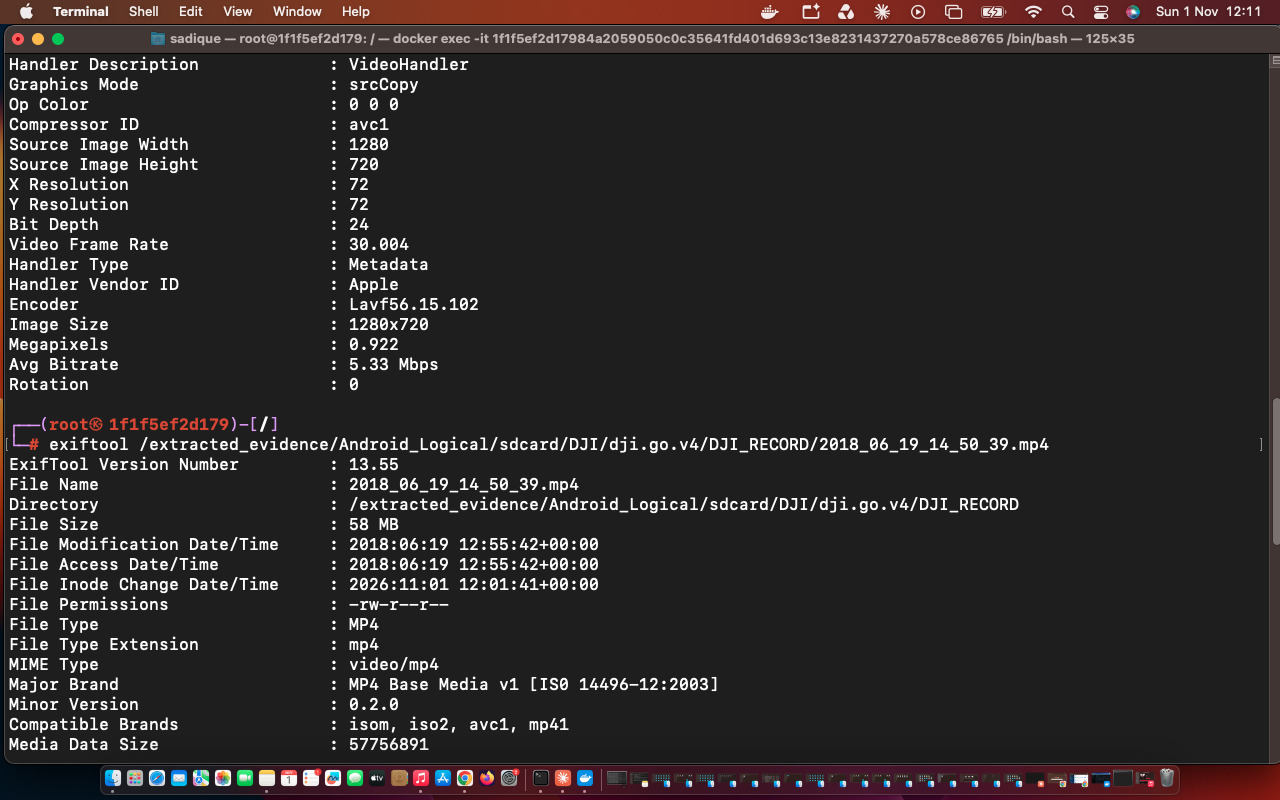 Terminal Shell Edit View Window Help Sun 1 Nov 12:11
sadique — root@1f1f5ef2d179: / — docker exec -it 1f1f5ef2d17984a2059050c0c35641fd401d693c13e8231437270a578ce86765 /bin/bash — 125×35
Handler Description : VideoHandler
Graphics Mode : srcCopy
Op Color : 0 0 0
Compressor ID : avc1
Source Image Width : 1280
Source Image Height : 720
X Resolution : 72
Y Resolution : 72
Bit Depth : 24
Video Frame Rate : 30.004
Handler Type : Metadata
Handler Vendor ID : Apple
Encoder : Lavf56.15.102
Image Size : 1280x720
Megapixels : 0.922
Avg Bitrate : 5.33 Mbps
Rotation : 0
┌──(root㉿1f1f5ef2d179)-[/]
└─# exiftool /extracted_evidence/Android_Logical/sdcard/DJI/dji.go.v4/DJI_RECORD/2018_06_19_14_50_39.mp4
ExifTool Version Number : 13.55
File Name : 2018_06_19_14_50_39.mp4
Directory : /extracted_evidence/Android_Logical/sdcard/DJI/dji.go.v4/DJI_RECORD
File Size : 58 MB
File Modification Date/Time : 2018:06:19 12:55:42+00:00
File Access Date/Time : 2018:06:19 12:55:42+00:00
File Inode Change Date/Time : 2026:11:01 12:01:41+00:00
File Permissions : -rw-r--r--
File Type : MP4
File Type Extension : mp4
MIME Type : video/mp4
Major Brand : MP4 Base Media v1 [IS0 14496-12:2003]
Minor Version : 0.2.0
Compatible Brands : isom, iso2, avc1, mp41
Media Data Size : 57756891